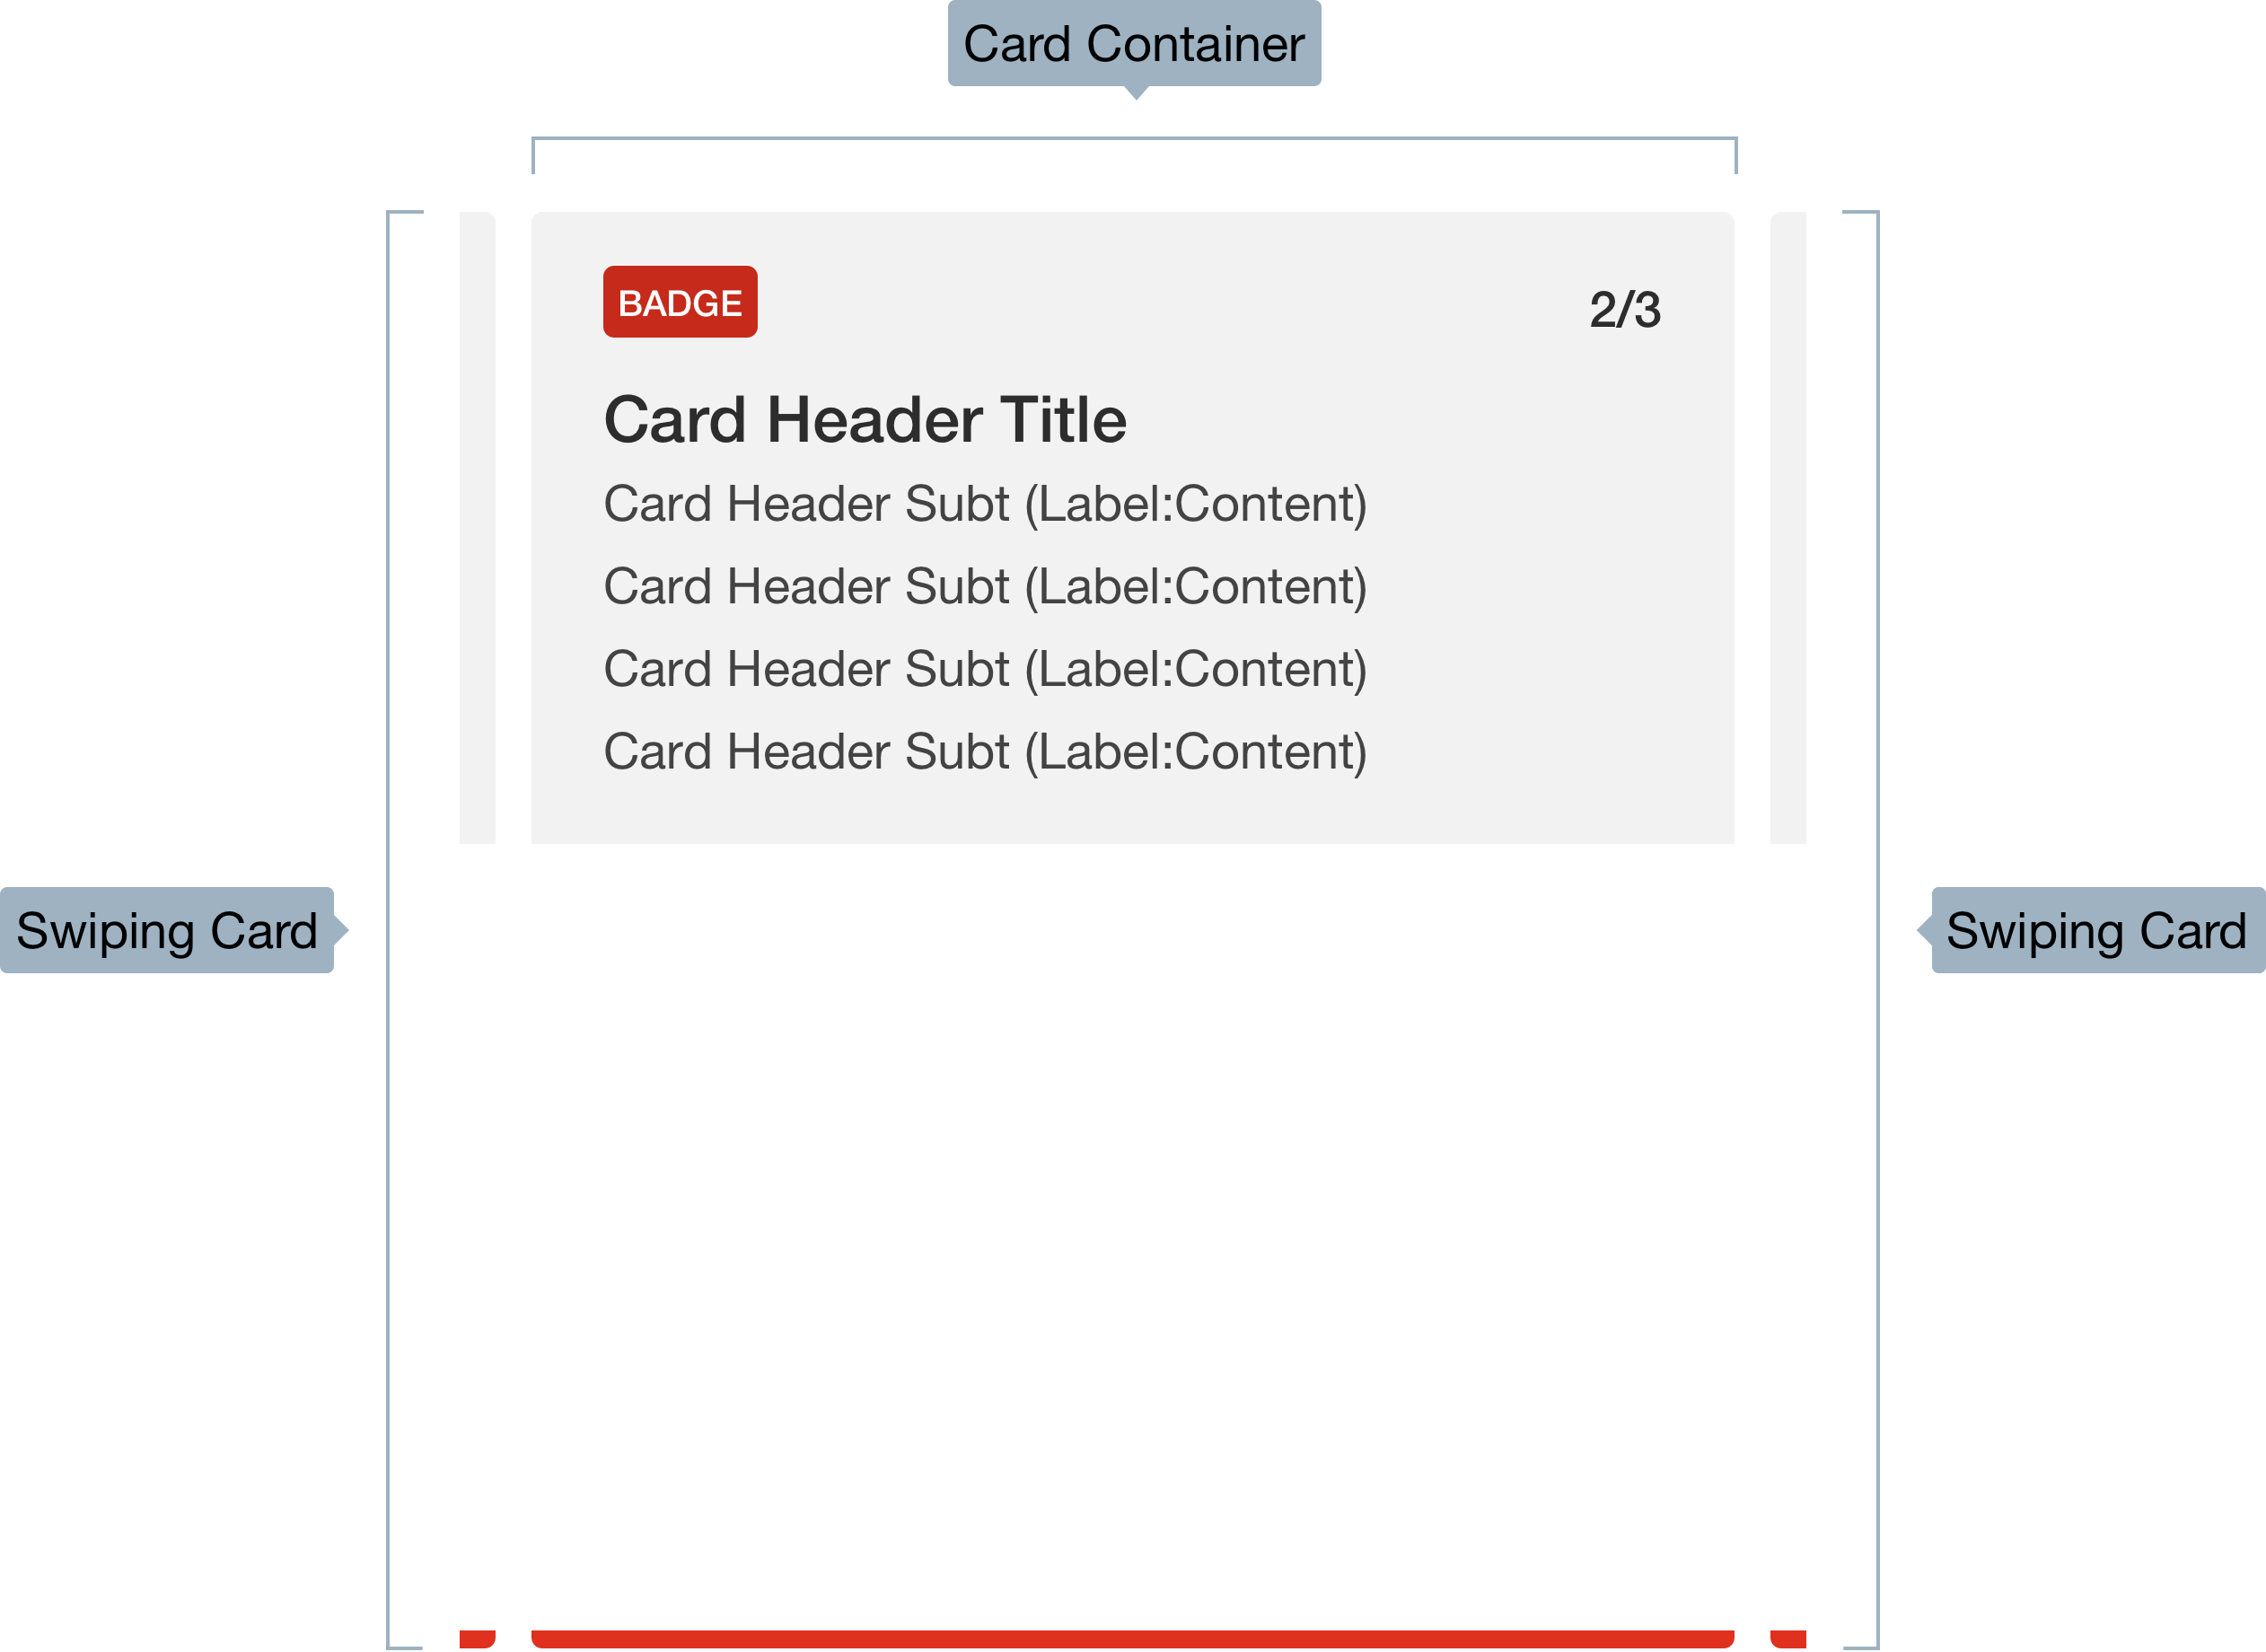 Card Container
BADGE
2/3
Card Header Title
Card Header Subt (Label:Content)
Card Header Subt (Label:Content)
Card Header Subt (Label:Content)
Card Header Subt (Label:Content)
Swiping Card
Swiping Card